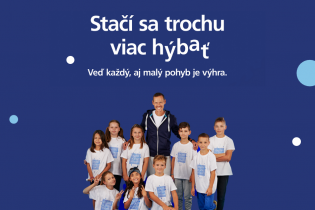 Stačí sa trochu
viac hýbať
Veď každý, aj malý pohyb je výhra.